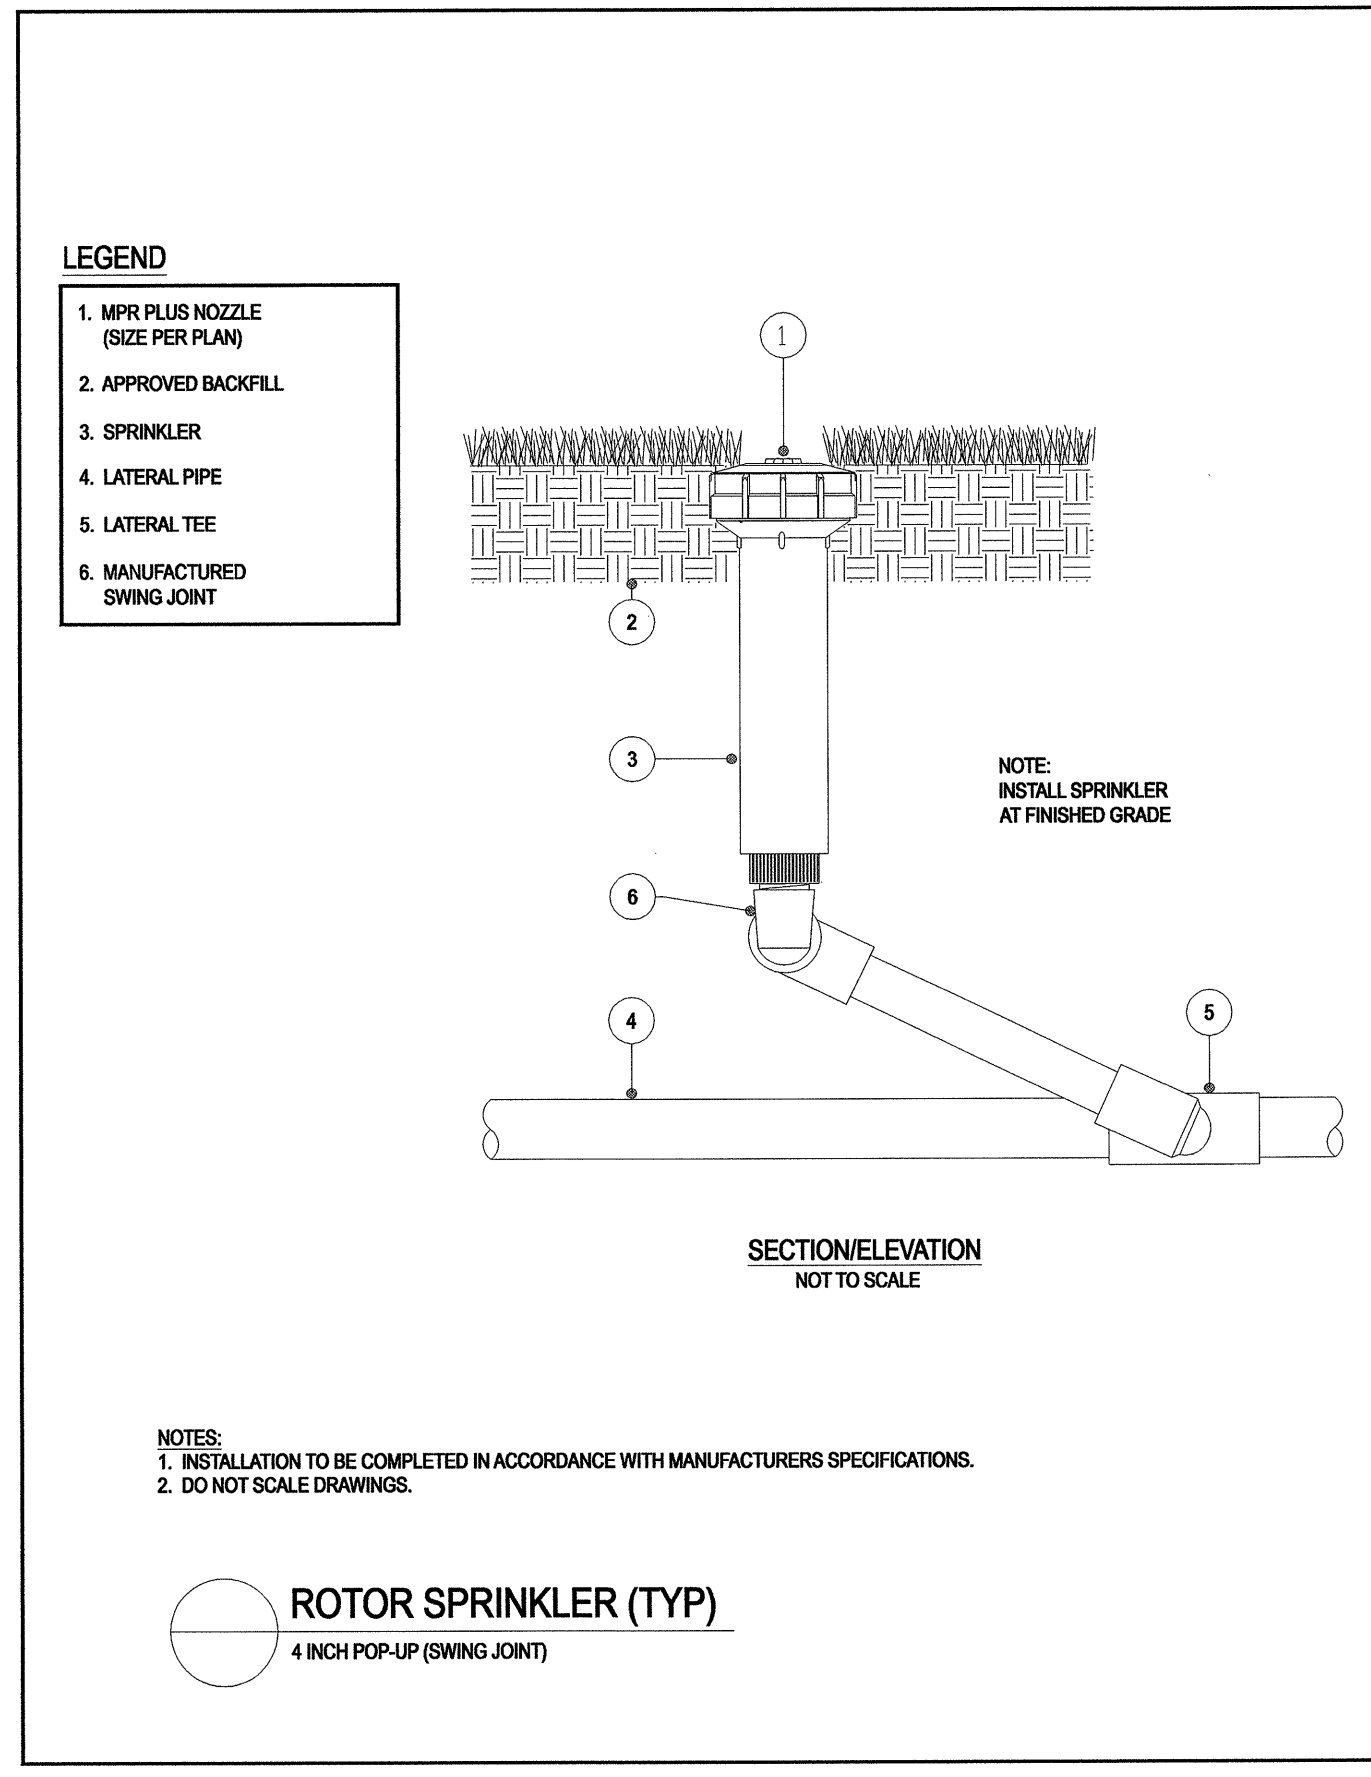 LEGEND
1. MPR PLUS NOZZLE
(SIZE PER PLAN)
2. APPROVED BACKFILL
3. SPRINKLER
4. LATERAL PIPE
5. LATERAL TEE
6. MANUFACTURED
SWING JOINT
1
2
3
NOTE:
INSTALL SPRINKLER
AT FINISHED GRADE
6
4
5
SECTION/ELEVATION
NOT TO SCALE
NOTES:
1. INSTALLATION TO BE COMPLETED IN ACCORDANCE WITH MANUFACTURERS SPECIFICATIONS.
2. DO NOT SCALE DRAWINGS.
ROTOR SPRINKLER (TYP)
4 INCH POP-UP (SWING JOINT)